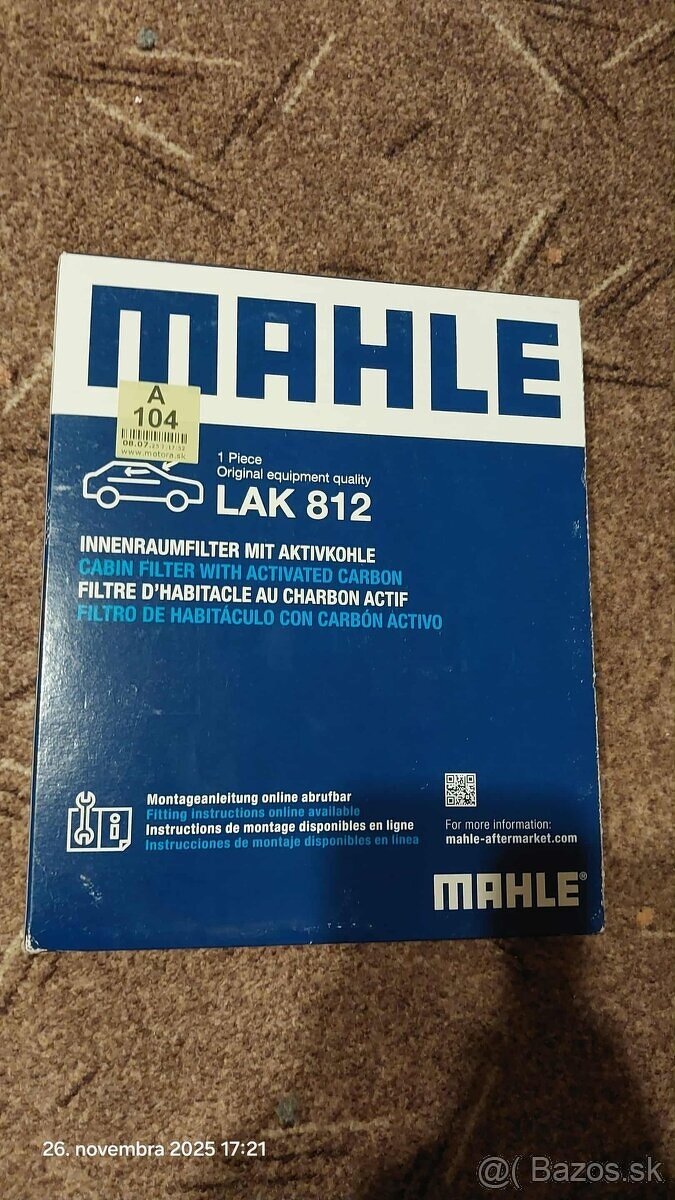 MAHLE
A
104
www.motora.sk
1 Piece
Original equipment quality
LAK 812
INNENRAUMFILTER MIT AKTIVKOHLE
CABIN FILTER WITH ACTIVATED CARBON
FILTRE D'HABITACLE AU CHARBON ACTIF
FILTRO DE HABITÁCULO CON CARBÓN ACTIVO
Montageanleitung online abrufbar
Fitting instructions online available
Instructions de montage disponibles en ligne
Instrucciones de montaje disponibles en línea
For more information:
mahle-aftermarket.com
MAHLE®
26. novembra 2025 17:21
@( Bazos.sk